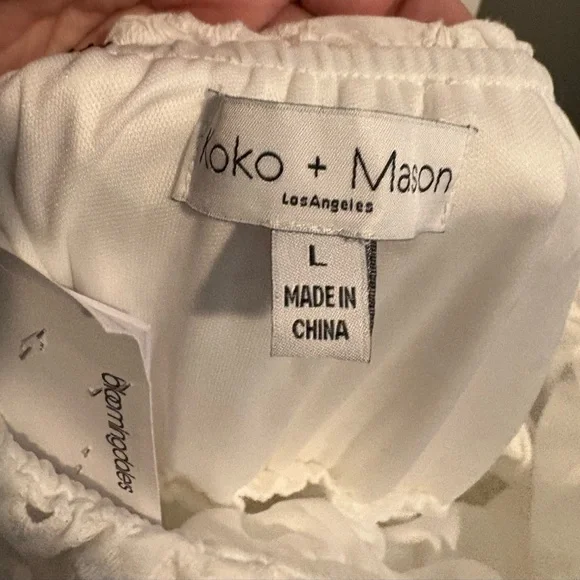 Koko + Mason
LosAngeles
L
MADE IN
CHINA
bloomingdales